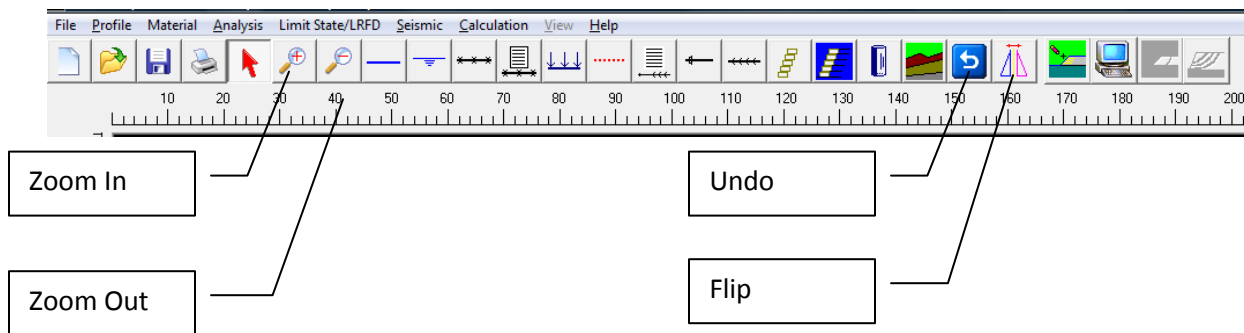 File Profile Material Analysis Limit State/LRFD Seismic Calculation View Help
10 20 30 40 50 60 70 80 90 100 110 120 130 140 150 160 170 180 190 200
Zoom In
Undo
Zoom Out
Flip